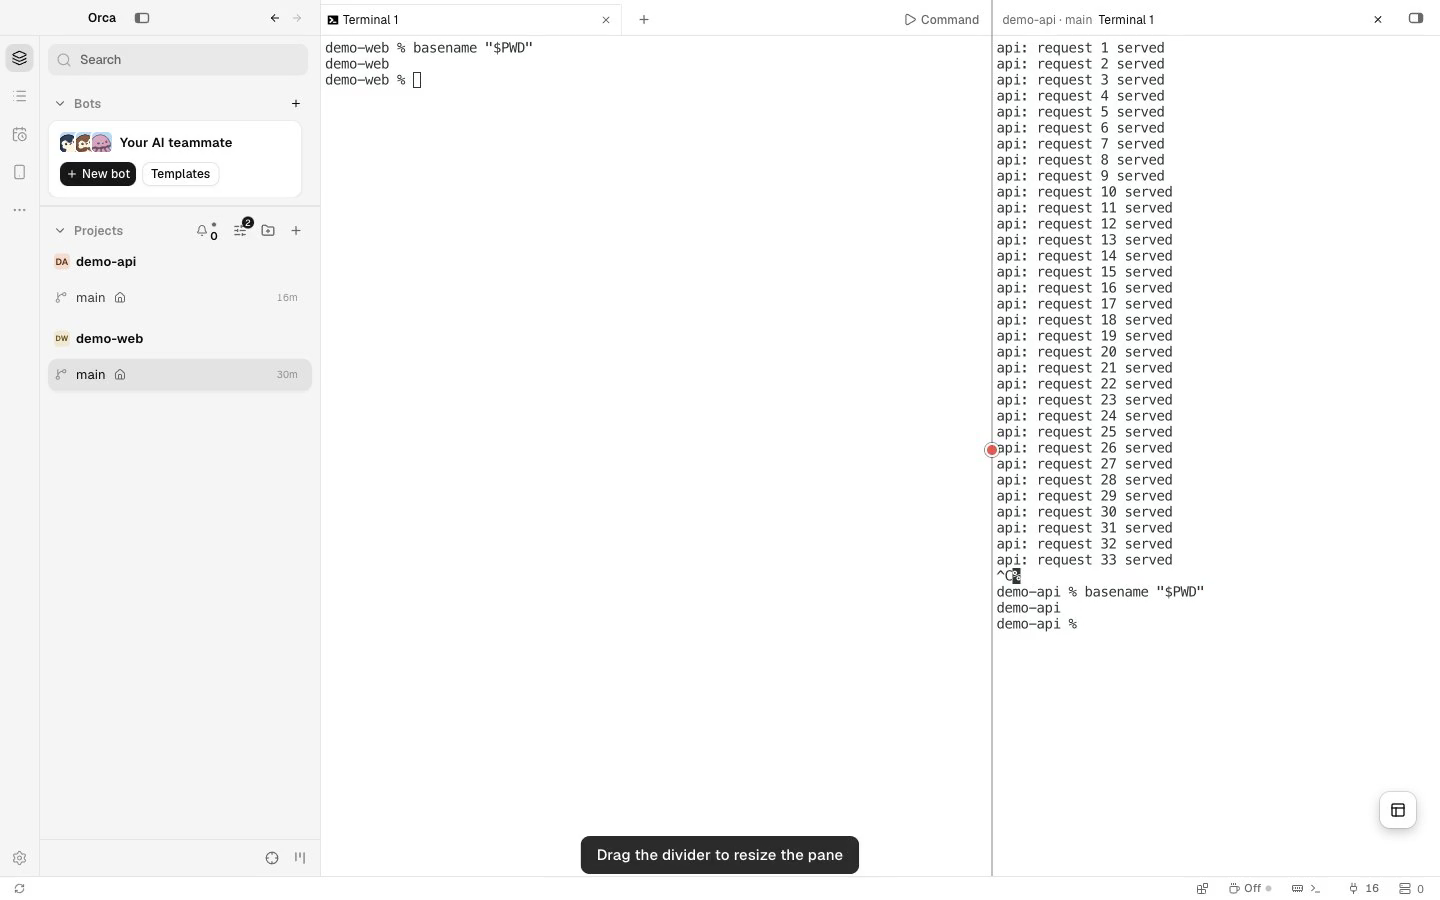 Orca
Search
Bots
Your AI teammate
New bot
Templates
Projects
0
2
DA demo-api
main
16m
DW demo-web
main
30m
Terminal 1
Command
demo-web % basename "$PWD"
demo-web
demo-web %
demo-api · main Terminal 1
api: request 1 served
api: request 2 served
api: request 3 served
api: request 4 served
api: request 5 served
api: request 6 served
api: request 7 served
api: request 8 served
api: request 9 served
api: request 10 served
api: request 11 served
api: request 12 served
api: request 13 served
api: request 14 served
api: request 15 served
api: request 16 served
api: request 17 served
api: request 18 served
api: request 19 served
api: request 20 served
api: request 21 served
api: request 22 served
api: request 23 served
api: request 24 served
api: request 25 served
api: request 26 served
api: request 27 served
api: request 28 served
api: request 29 served
api: request 30 served
api: request 31 served
api: request 32 served
api: request 33 served
^C%
demo-api % basename "$PWD"
demo-api
demo-api %
Drag the divider to resize the pane
Off
16
0